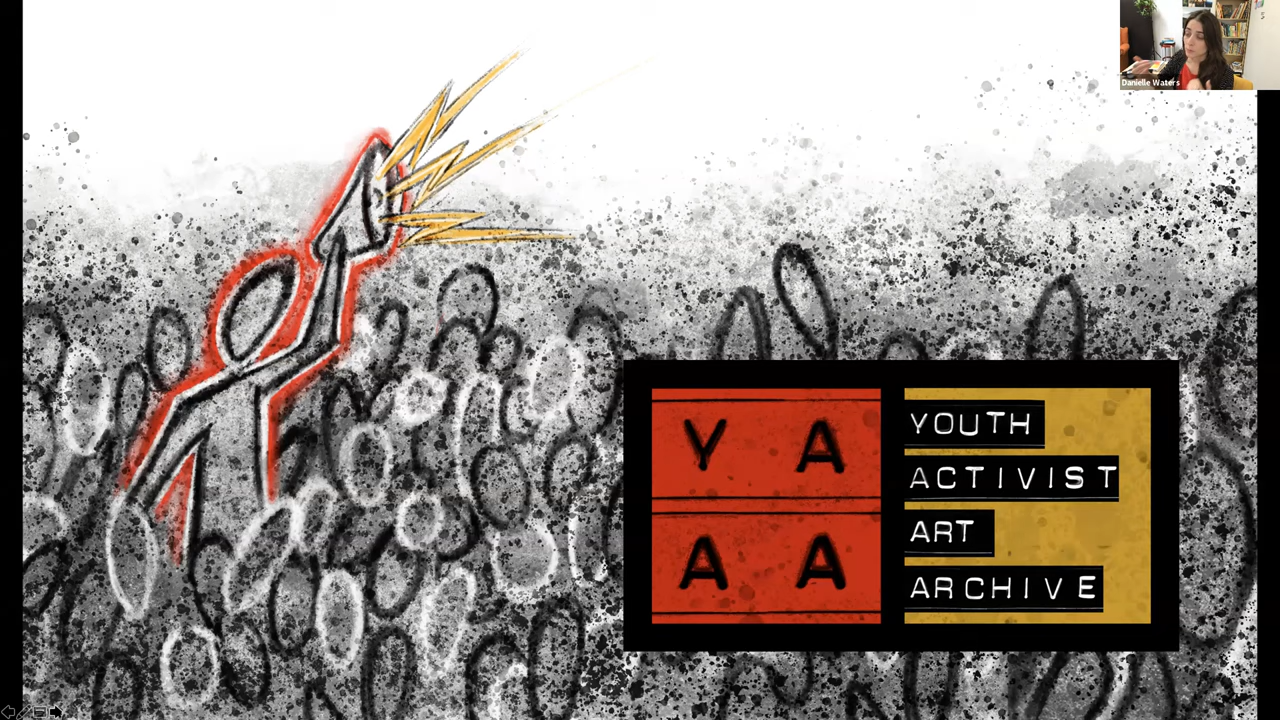 Danielle Waters
Y A
A A
YOUTH
ACTIVIST
ART
ARCHIVE